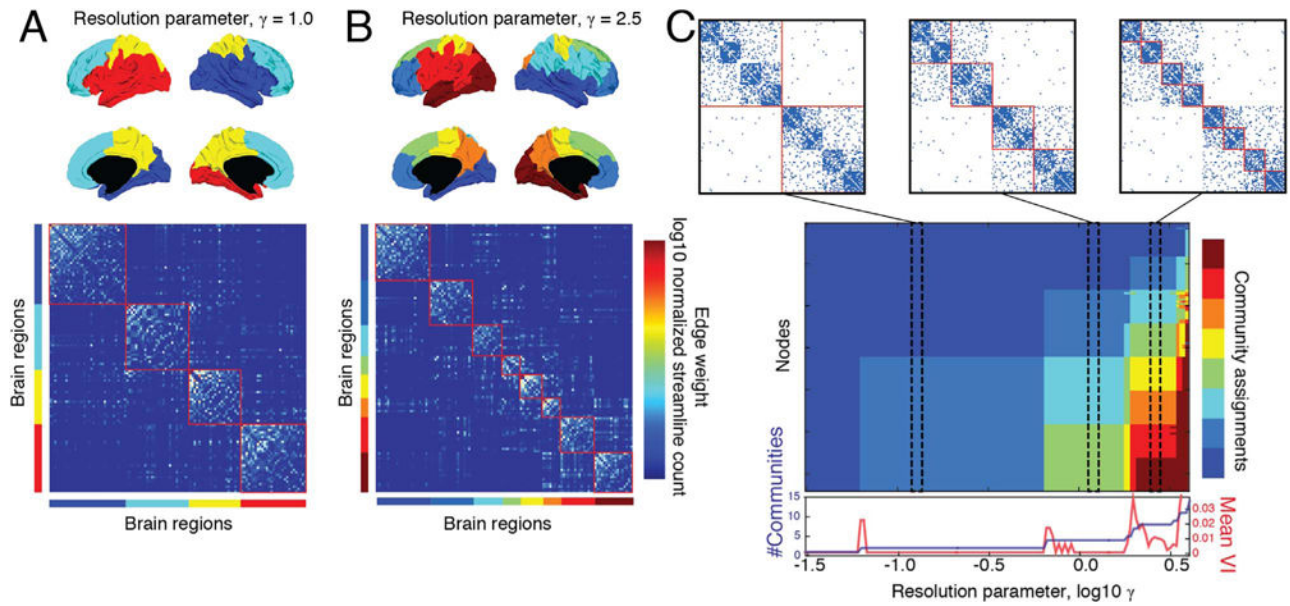 A
Resolution parameter, γ = 1.0
B
Resolution parameter, γ = 2.5
C
Brain regions
Brain regions
Brain regions
Brain regions
Edge weight
log10 normalized streamline count
Nodes
Community assignments
#Communities
15
10
5
0
0.03
0.02
0.01
0
Mean VI
-1.5
-1.0
-0.5
0.0
0.5
Resolution parameter, log10 γ